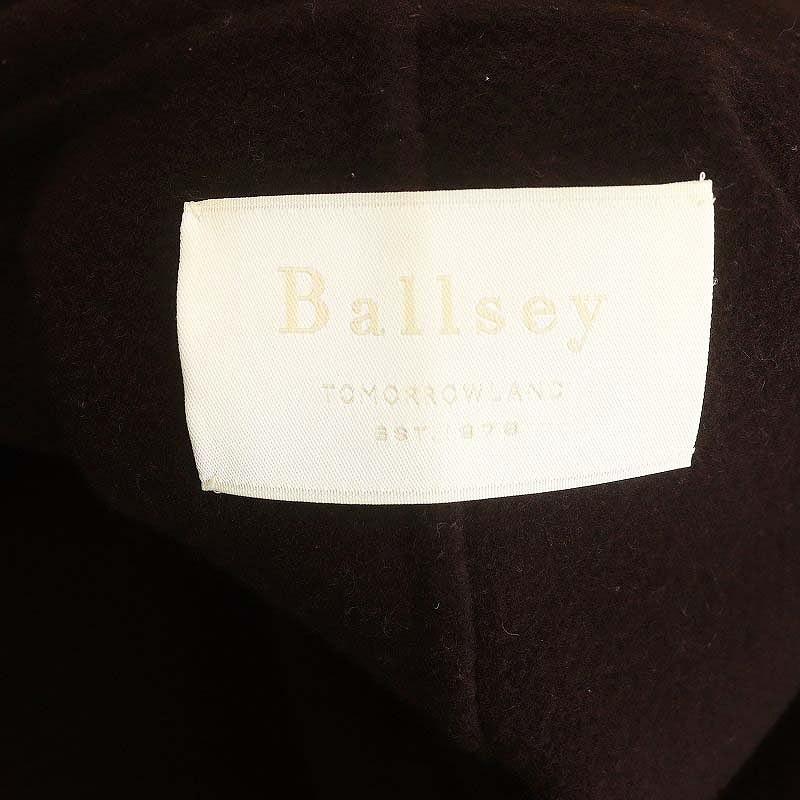 Ballsey
TOMORROWLAND
EST. 1978